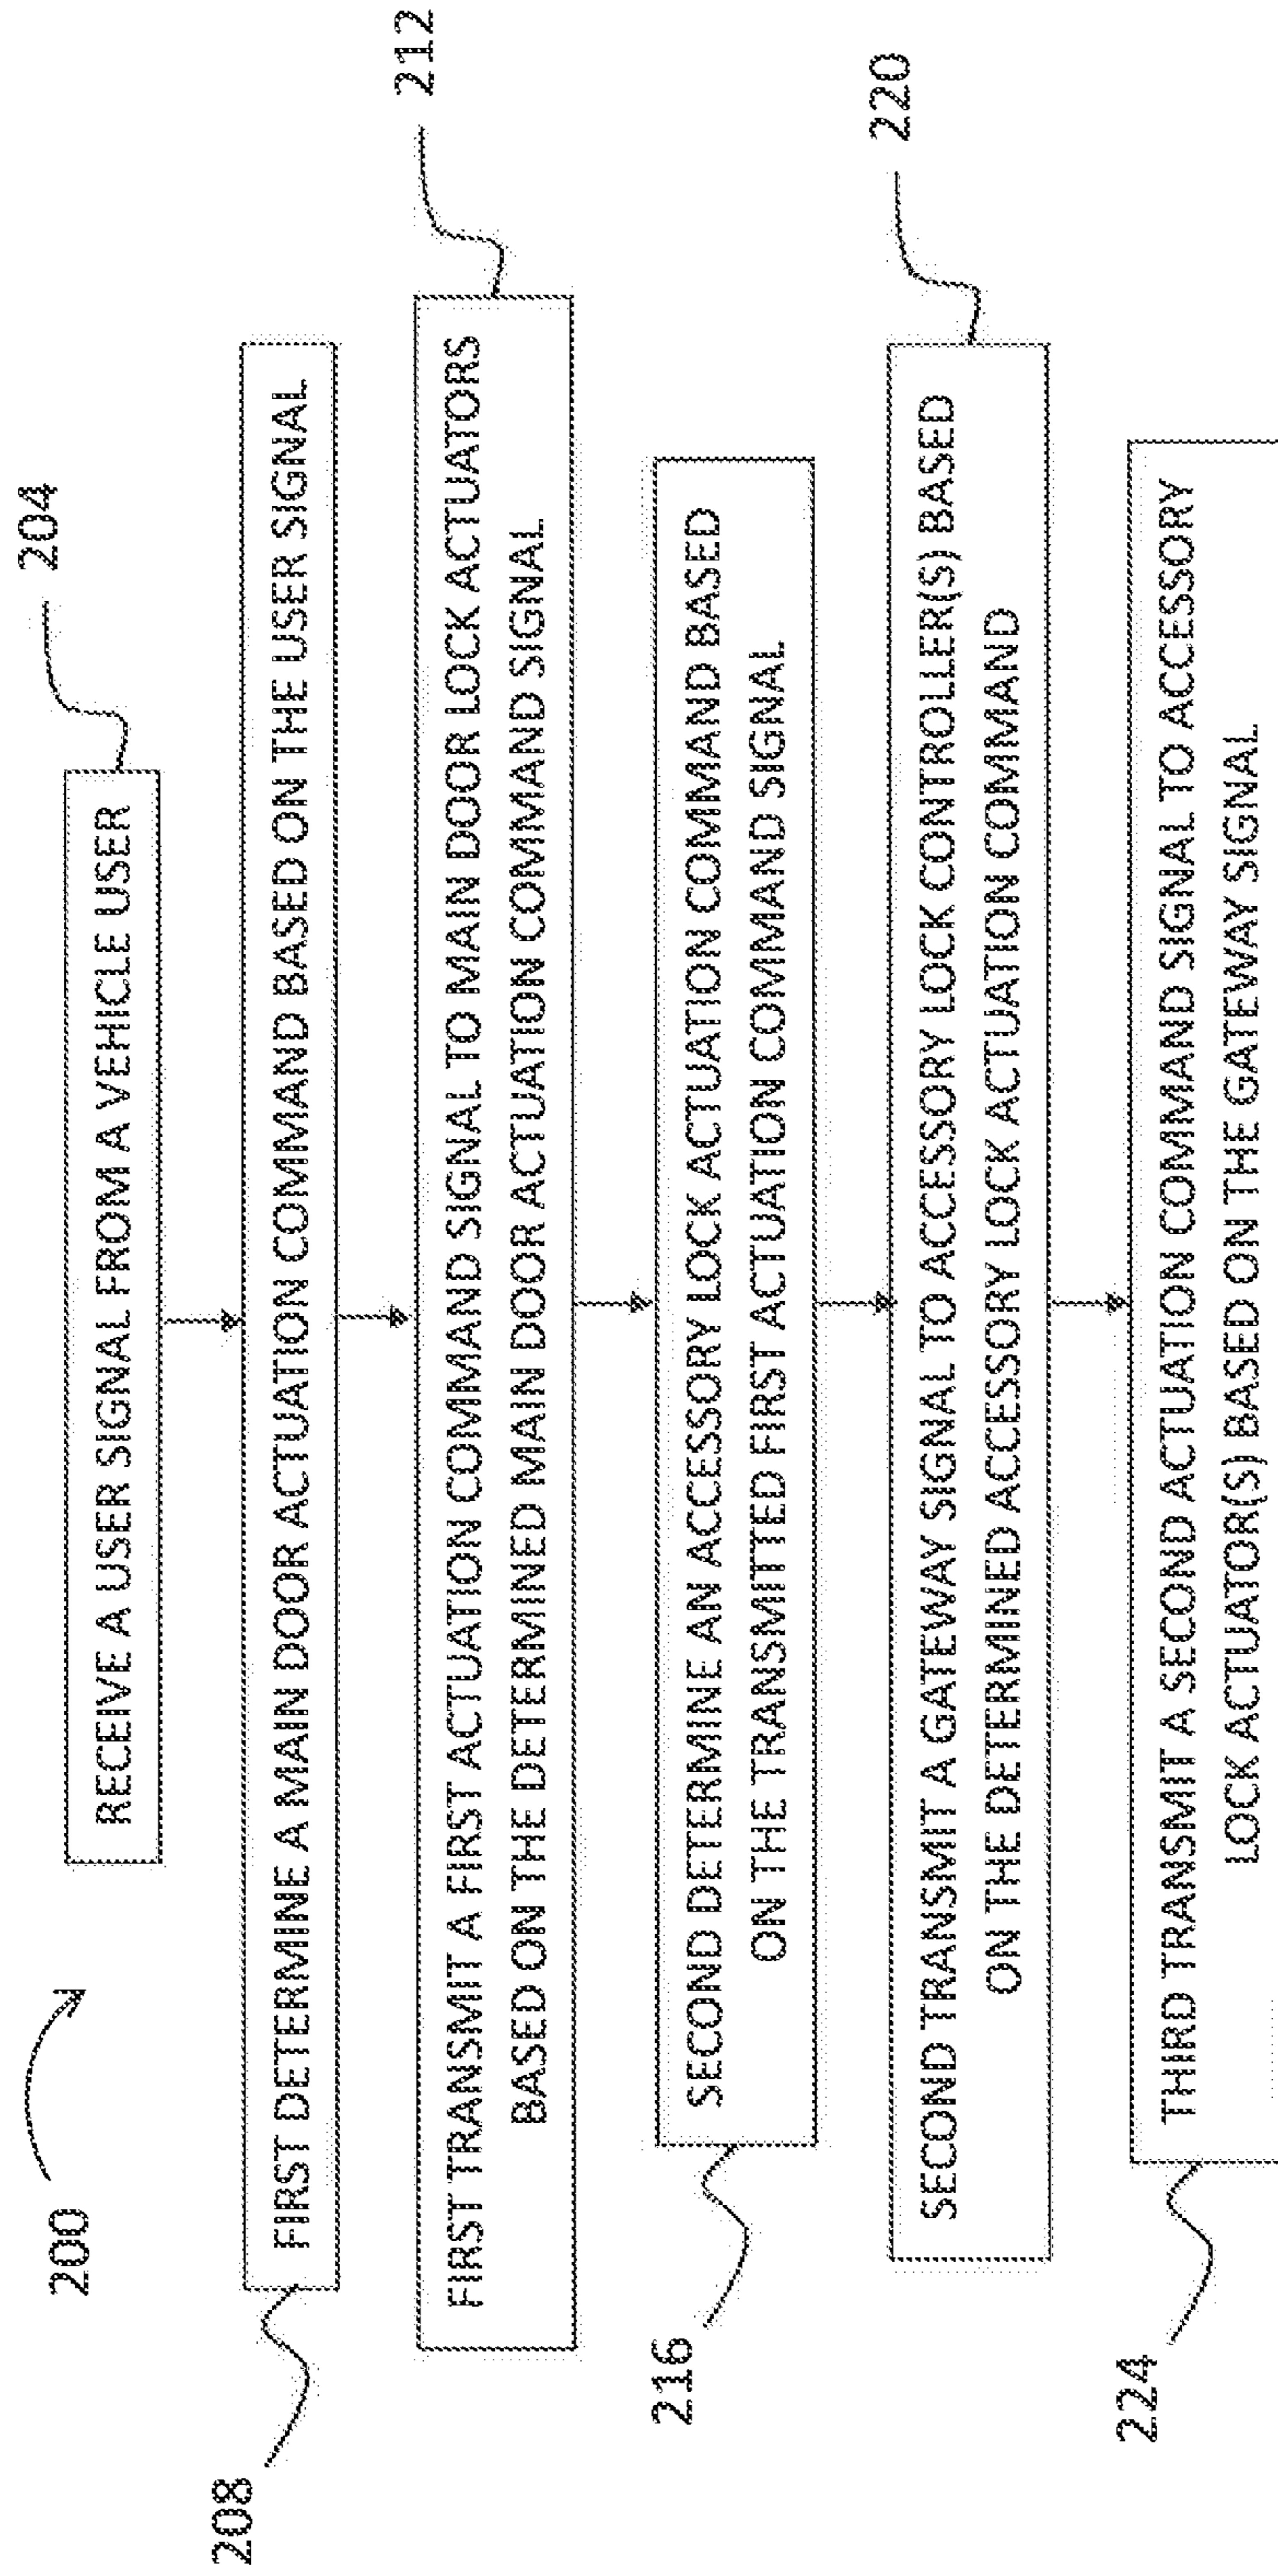 200
204
RECEIVE A USER SIGNAL FROM A VEHICLE USER
208
FIRST DETERMINE A MAIN DOOR ACTUATION COMMAND BASED ON THE USER SIGNAL
212
FIRST TRANSMIT A FIRST ACTUATION COMMAND SIGNAL TO MAIN DOOR LOCK ACTUATORS
BASED ON THE DETERMINED MAIN DOOR ACTUATION COMMAND SIGNAL
216
SECOND DETERMINE AN ACCESSORY LOCK ACTUATION COMMAND BASED
ON THE TRANSMITTED FIRST ACTUATION COMMAND SIGNAL
220
SECOND TRANSMIT A GATEWAY SIGNAL TO ACCESSORY LOCK CONTROLLER(S) BASED
ON THE DETERMINED ACCESSORY LOCK ACTUATION COMMAND
224
THIRD TRANSMIT A SECOND ACTUATION COMMAND SIGNAL TO ACCESSORY
LOCK ACTUATOR(S) BASED ON THE GATEWAY SIGNAL